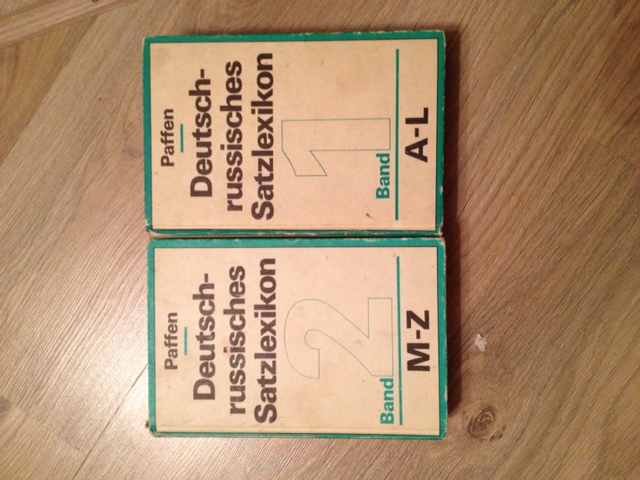 Paffen
Deutsch-
russisches
Satzlexikon
1
Band
A-L
Paffen
Deutsch-
russisches
Satzlexikon
2
Band
M-Z